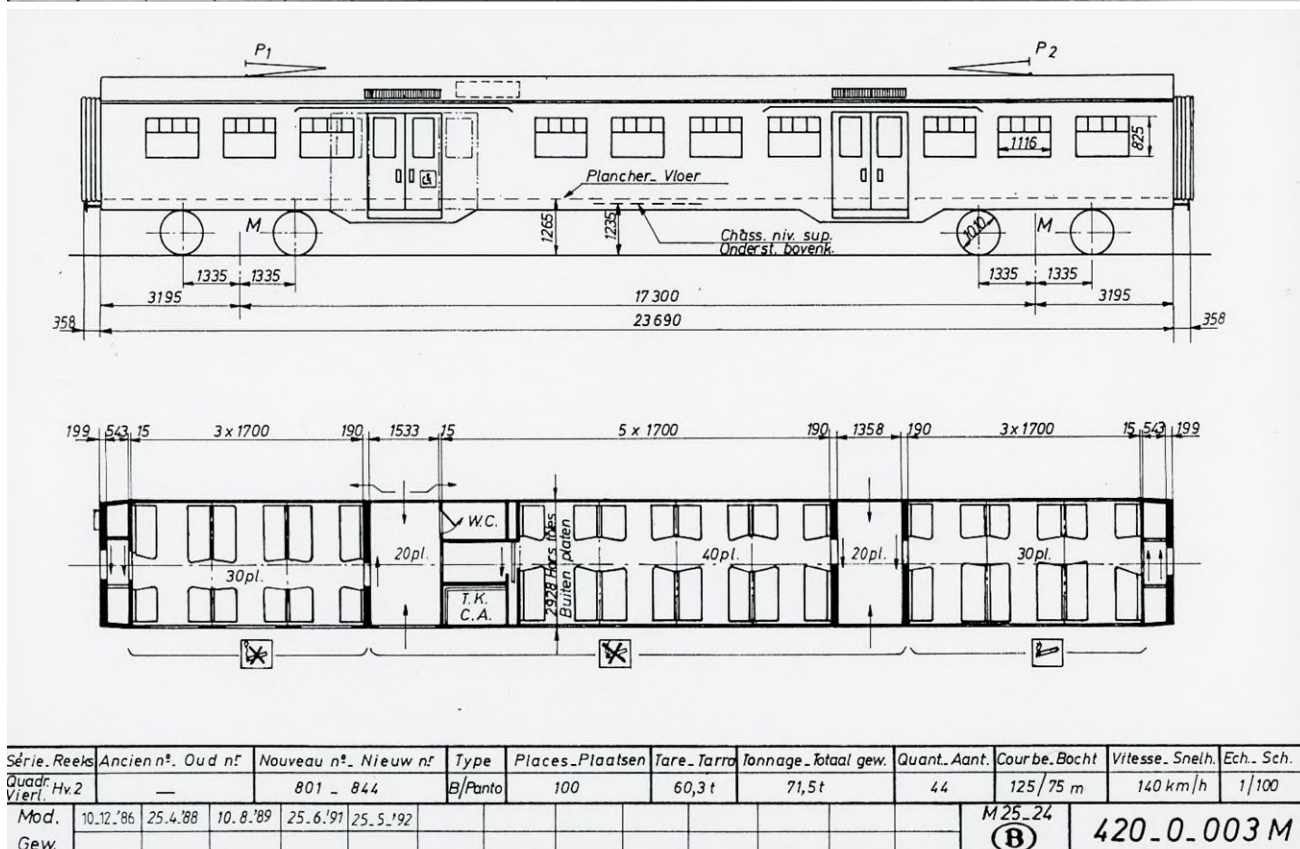 P1
P2
825
1116
Plancher_ Vloer
1265
1235
M
M
1010
Châss. niv. sup.
Onderst. bovenk.
1335
1335
1335
1335
3195
17 300
3195
358
23 690
358
199
543
15
3 x 1700
190
1533
15
5 x 1700
190
1358
190
3x1700
15
543
199
W.C.
30pl.
20pl.
40pl.
20pl.
30pl.
T.K.
C.A.
2928 Hors tôles
Buiten platen
Série_Reeks Ancien nº_ Oud nr Nouveau nº_ Nieuw nr Type Places_Plaatsen Tare_Tarra Tonnage_Totaal gew. Quant._Aant. Courbe_Bocht Vitesse_Snelh. Ech._Sch.
Quadr. Vierl. Hv.2 — 801 _ 844 B/Panto 100 60,3 t 71,5 t 44 125/75 m 140 km/h 1/100
Mod. 10.12.'86 25.4.'88 10.8.'89 25.6.'91 25.5.'92 M 25_24
Gew. B 420_0_003 M